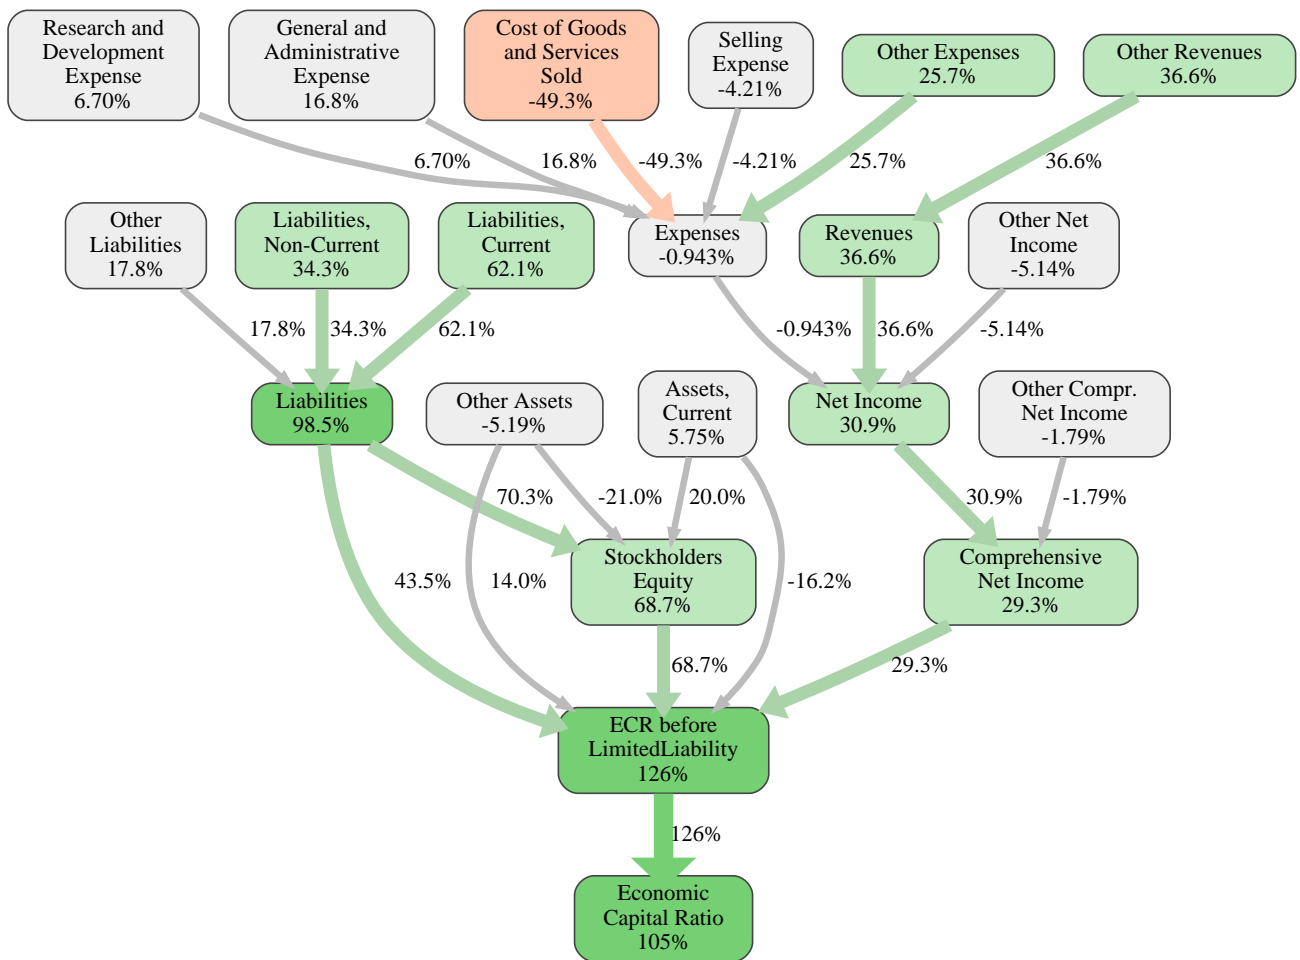 Research and
Development
Expense
6.70%
General and
Administrative
Expense
16.8%
Cost of Goods
and Services
Sold
-49.3%
Selling
Expense
-4.21%
Other Expenses
25.7%
Other Revenues
36.6%
6.70%
16.8%
-49.3%
-4.21%
25.7%
36.6%
Other
Liabilities
17.8%
Liabilities,
Non-Current
34.3%
Liabilities,
Current
62.1%
Expenses
-0.943%
Revenues
36.6%
Other Net
Income
-5.14%
17.8%
34.3%
62.1%
-0.943%
36.6%
-5.14%
Liabilities
98.5%
Other Assets
-5.19%
Assets,
Current
5.75%
Net Income
30.9%
Other Compr.
Net Income
-1.79%
70.3%
-21.0%
20.0%
30.9%
-1.79%
43.5%
14.0%
Stockholders
Equity
68.7%
-16.2%
Comprehensive
Net Income
29.3%
68.7%
29.3%
ECR before
LimitedLiability
126%
126%
Economic
Capital Ratio
105%